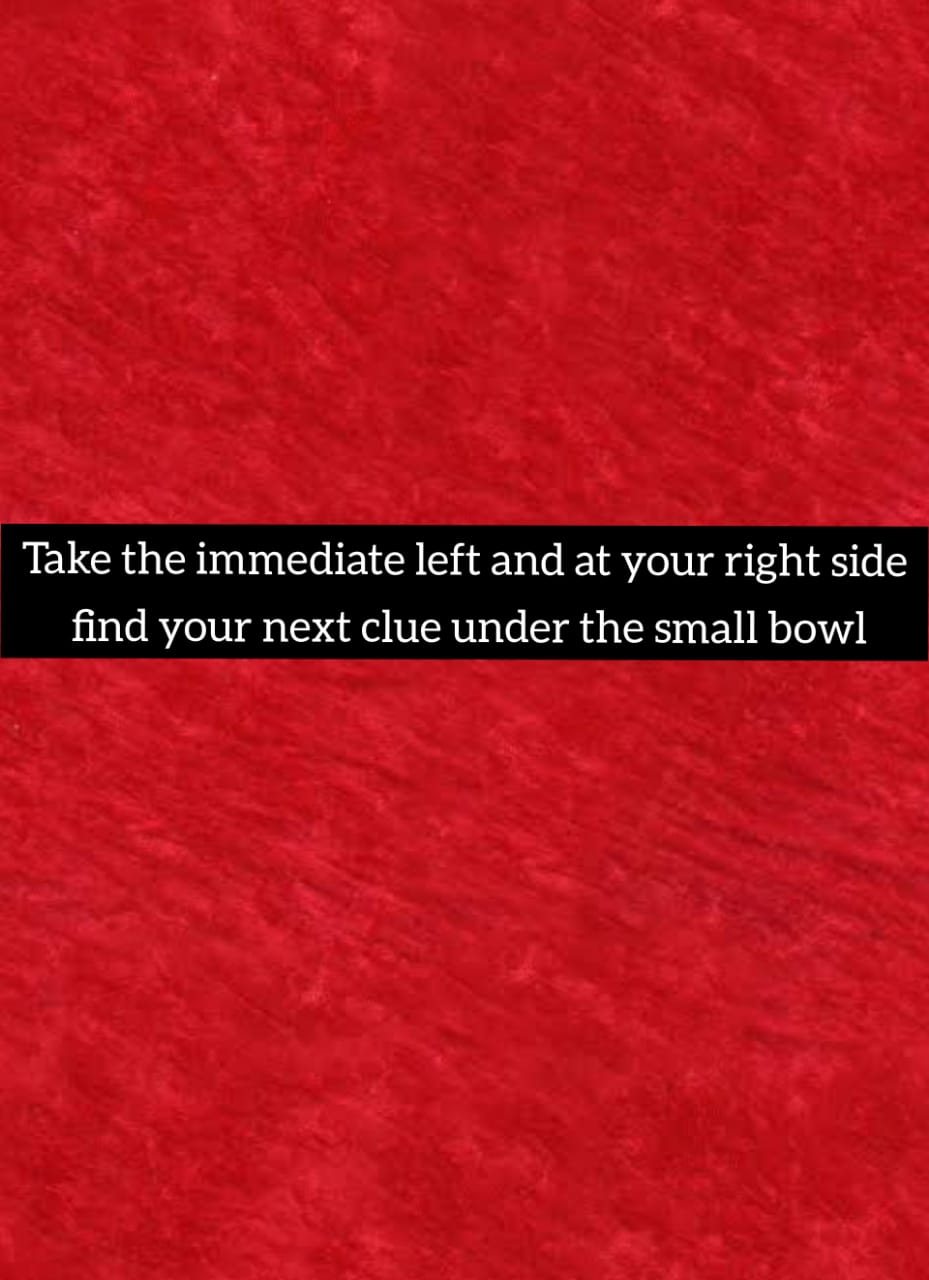 Take the immediate left and at your right side
find your next clue under the small bowl